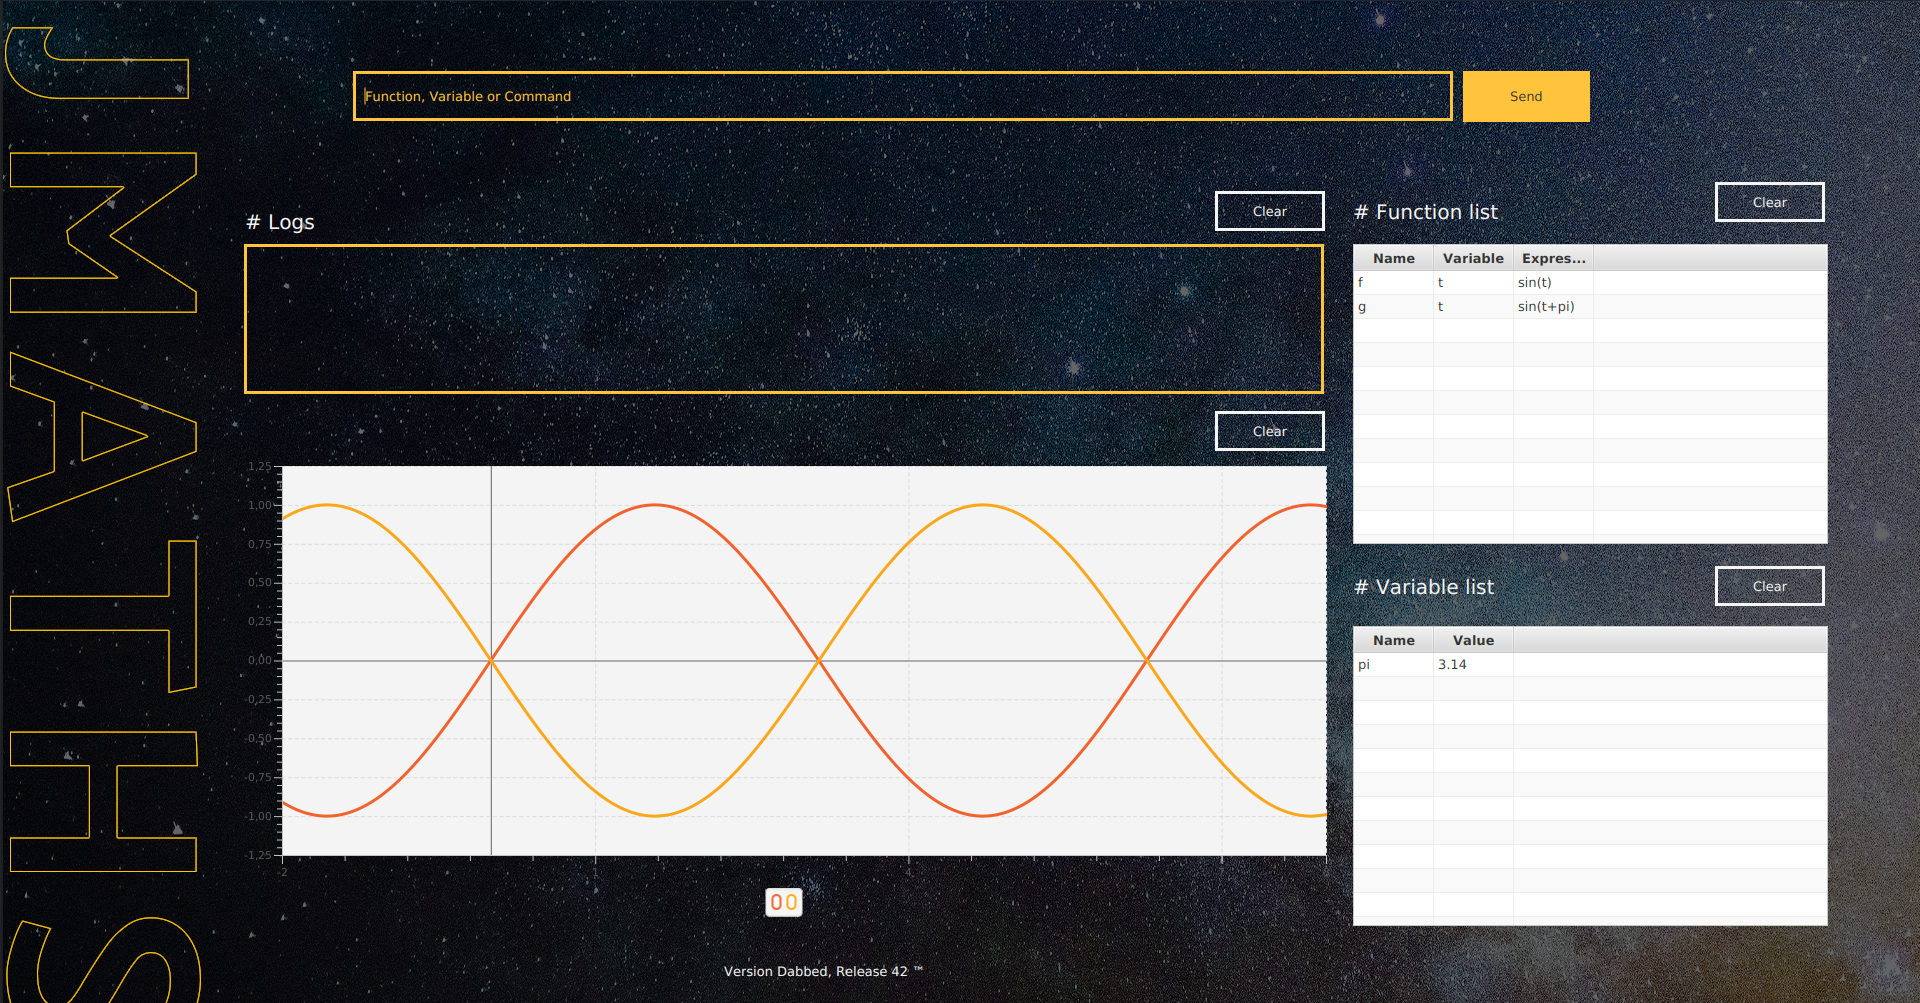 JMATHS
Function, Variable or Command
Send
# Logs
Clear
# Function list
Clear
Name Variable Expres...
f t sin(t)
g t sin(t+pi)
Clear
1,25
1,00
0,75
0,50
0,25
0,00
-0,25
-0,50
-0,75
-1,00
-1,25
-2 1 4
# Variable list
Clear
Name Value
pi 3.14
Version Dabbed, Release 42 ™